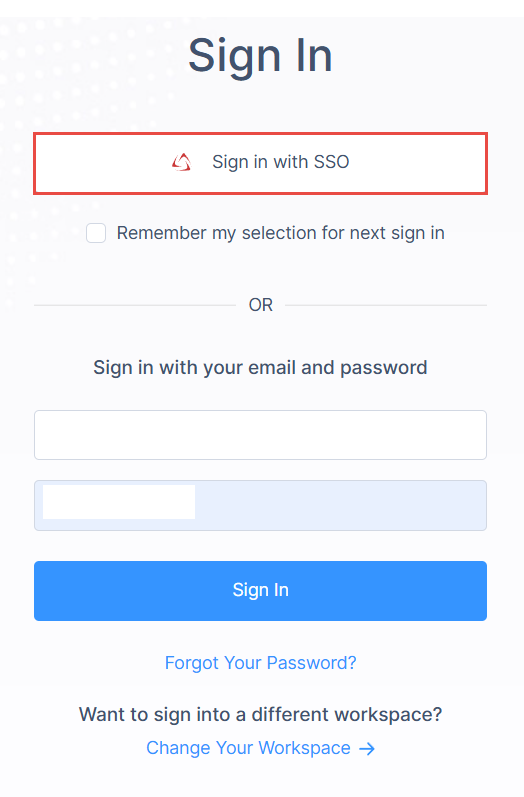 Sign In
Sign in with SSO
Remember my selection for next sign in
OR
Sign in with your email and password
Sign In
Forgot Your Password?
Want to sign into a different workspace?
Change Your Workspace →